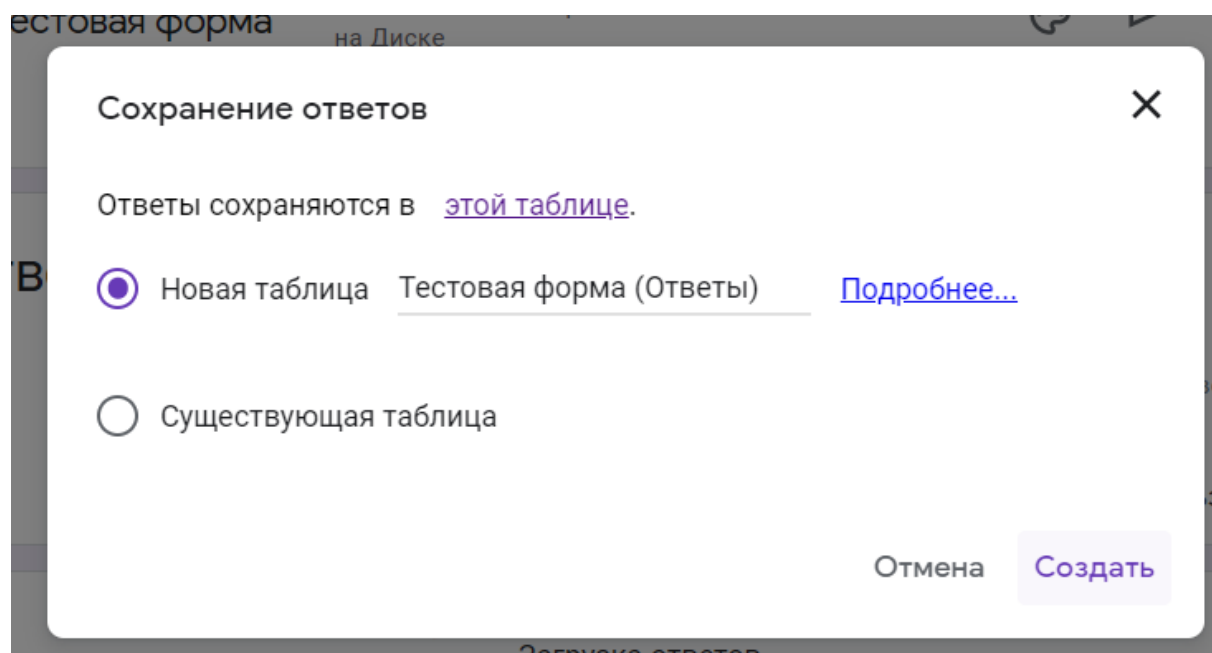 естовая форма
на Диске
Сохранение ответов
Ответы сохраняются в этой таблице.
Новая таблица Тестовая форма (Ответы) Подробнее...
Существующая таблица
Отмена Создать